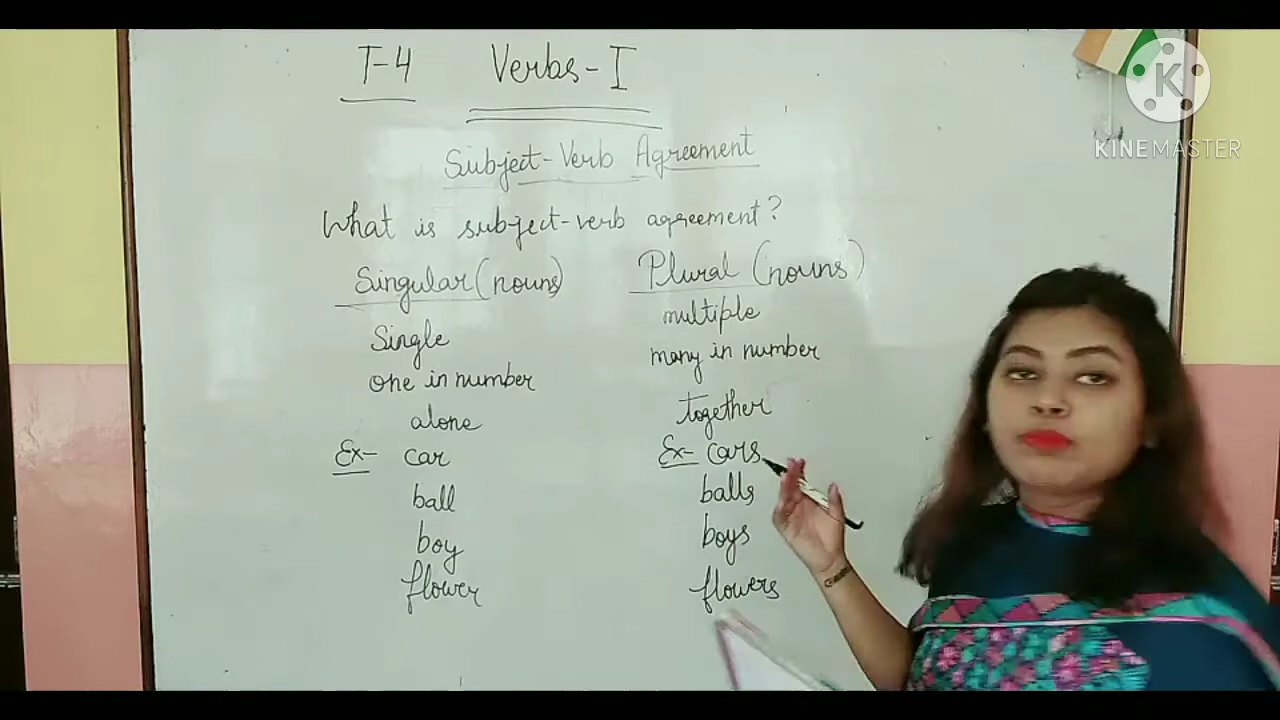 T-4 Verbs-I
Subject-Verb Agreement
What is subject-verb agreement?
Singular (nouns)
Single
one in number
alone
Ex- car
ball
boy
flower
Plural (nouns)
multiple
many in number
together
Ex- cars
balls
boys
flowers
K
KINEMASTER